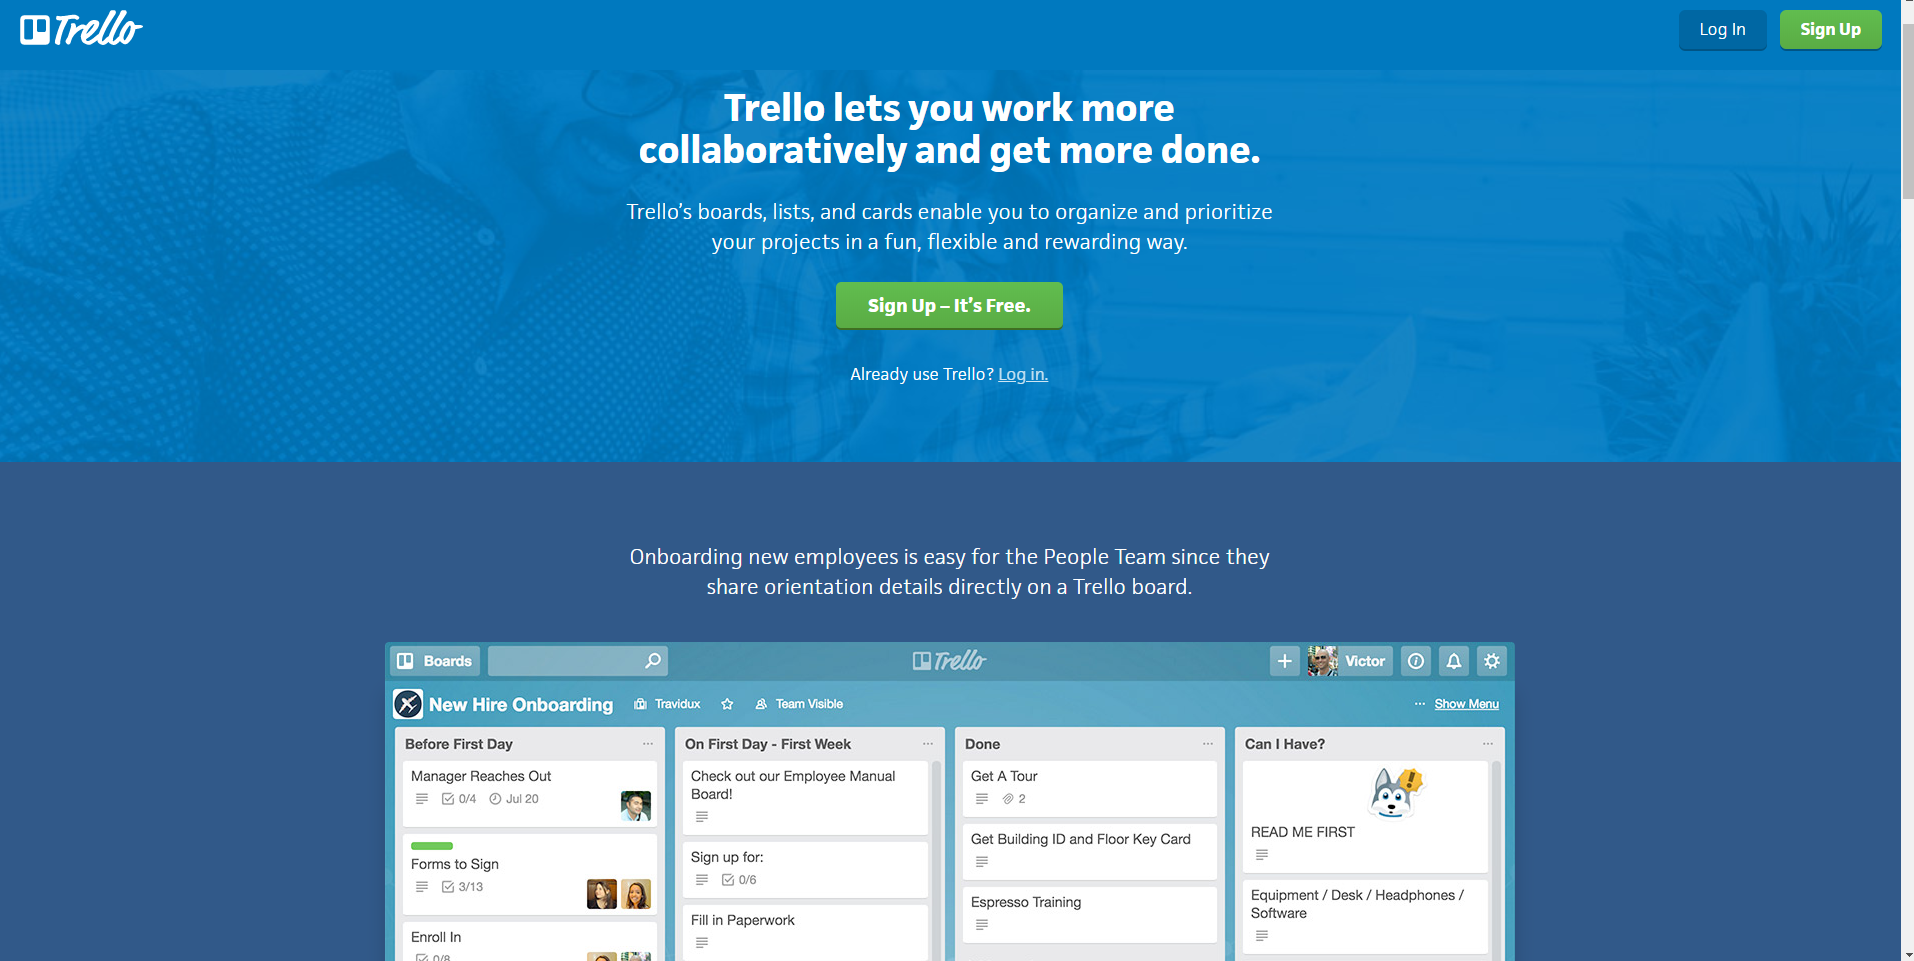 Trello
Log In
Sign Up
Trello lets you work more
collaboratively and get more done.
Trello’s boards, lists, and cards enable you to organize and prioritize
your projects in a fun, flexible and rewarding way.
Sign Up – It’s Free.
Already use Trello? Log in.
Onboarding new employees is easy for the People Team since they
share orientation details directly on a Trello board.
Boards
Trello
Victor
New Hire Onboarding
Travidux
Team Visible
... Show Menu
Before First Day
Manager Reaches Out
0/4
Jul 20
Forms to Sign
3/13
Enroll In
0/8
On First Day - First Week
Check out our Employee Manual
Board!
Sign up for:
0/6
Fill in Paperwork
Done
Get A Tour
2
Get Building ID and Floor Key Card
Espresso Training
Can I Have?
READ ME FIRST
Equipment / Desk / Headphones /
Software